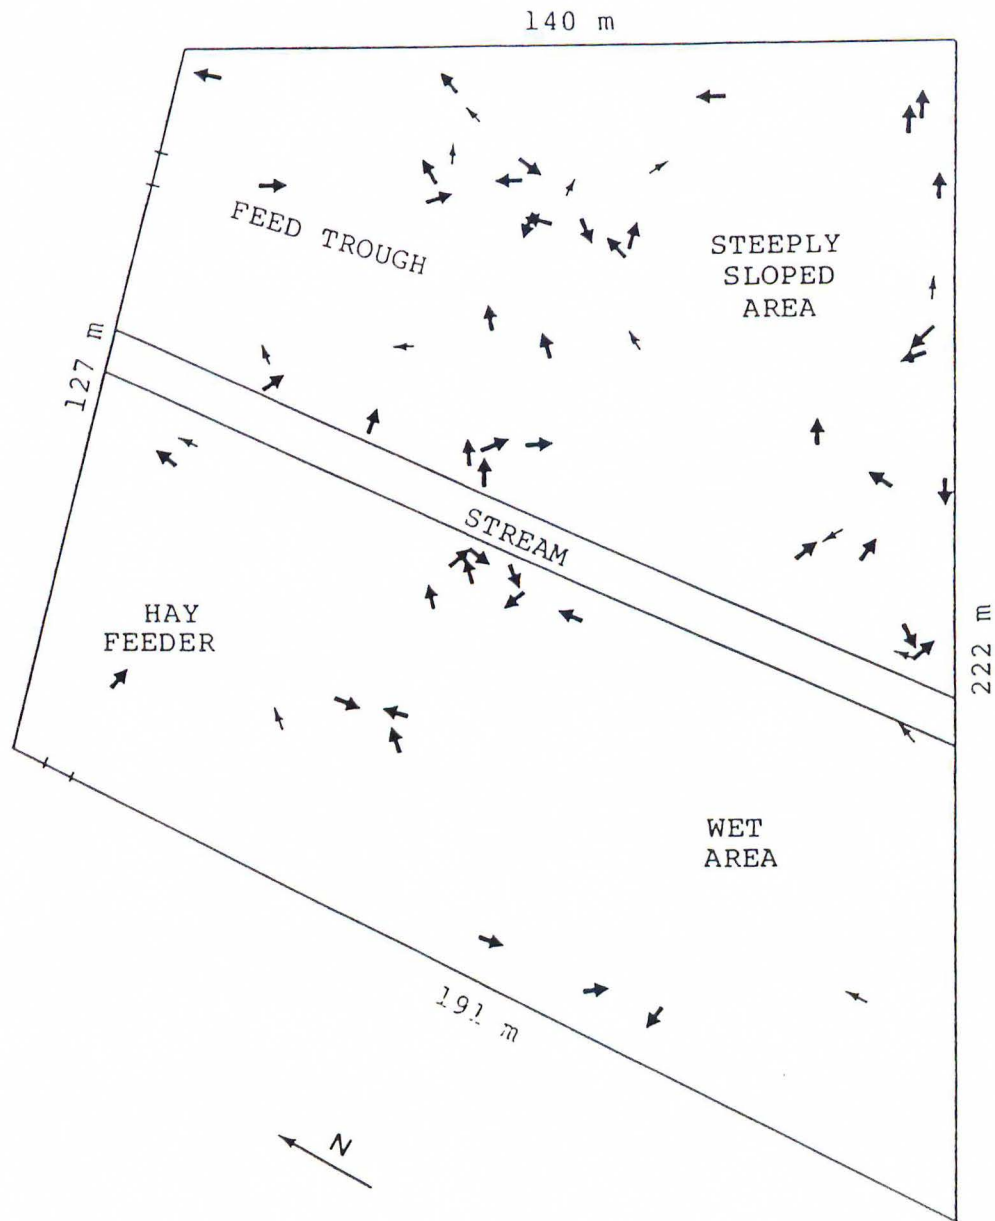 140 m
FEED TROUGH
STEEPLY
SLOPED
AREA
127 m
STREAM
HAY
FEEDER
222 m
WET
AREA
191 m
N